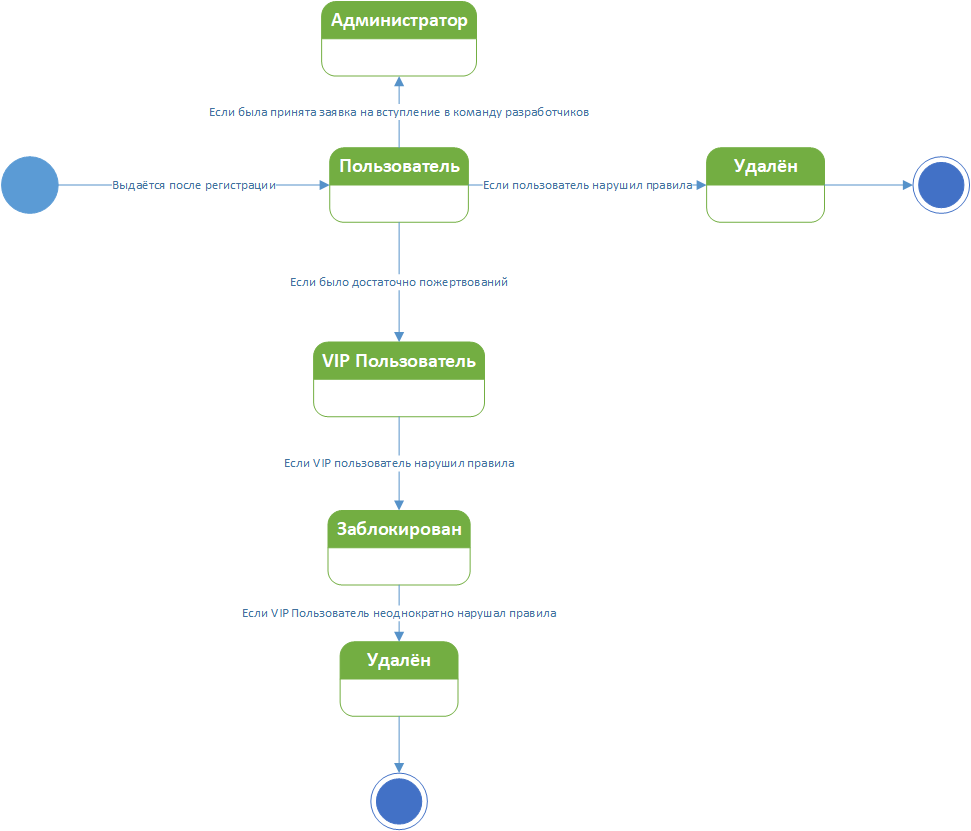 Администратор
Если была принята заявка на вступление в команду разработчиков
Пользователь
Удалён
Выдаётся после регистрации
Если пользователь нарушил правила
Если было достаточно пожертвований
VIP Пользователь
Если VIP пользователь нарушил правила
Заблокирован
Если VIP Пользователь неоднократно нарушал правила
Удалён